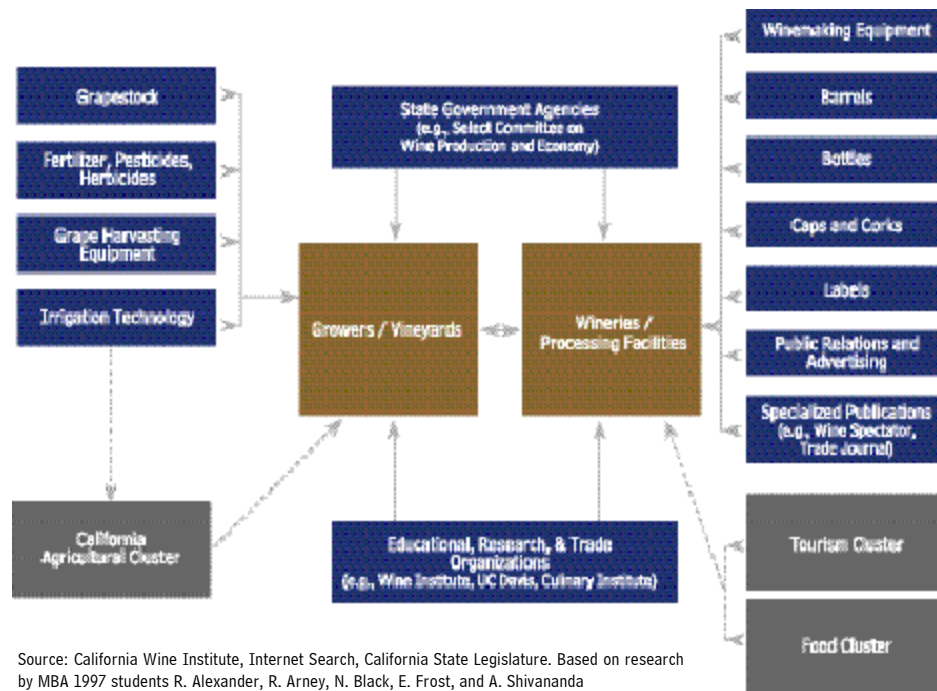 Grapestock
Fertilizer, Pesticides,
Herbicides
Grape Harvesting
Equipment
Irrigation Technology
California
Agricultural Cluster
State Government Agencies
(e.g., Select Committee on
Wine Production and Economy)
Growers / Vineyards
Wineries /
Processing Facilities
Educational, Research, & Trade
Organizations
(e.g., Wine Institute, UC Davis, Culinary Institute)
Winemaking Equipment
Barrels
Bottles
Caps and Corks
Labels
Public Relations and
Advertising
Specialized Publications
(e.g., Wine Spectator,
Trade Journal)
Tourism Cluster
Food Cluster
Source: California Wine Institute, Internet Search, California State Legislature. Based on research
by MBA 1997 students R. Alexander, R. Arney, N. Black, E. Frost, and A. Shivananda